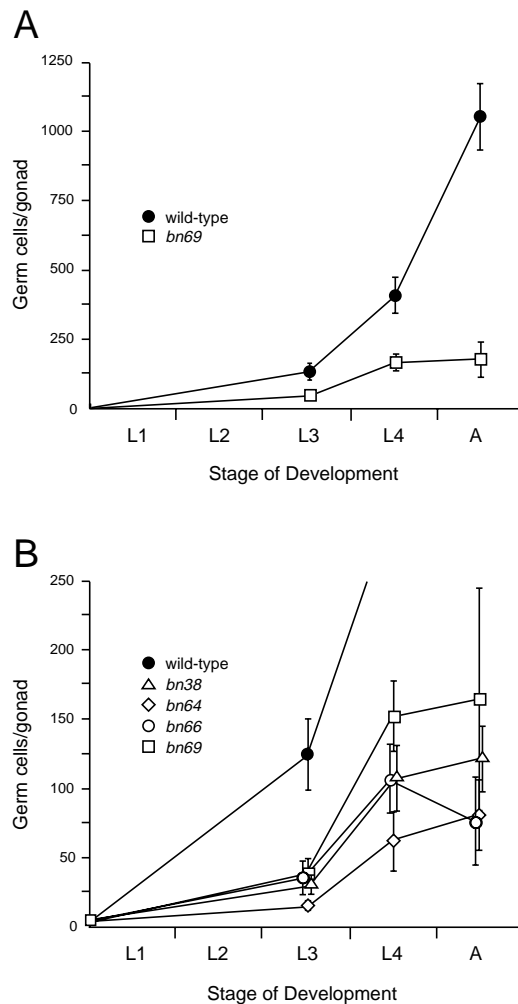 A
1250
1000
750
500
250
0
Germ cells/gonad
wild-type
bn69
L1 L2 L3 L4 A
Stage of Development
B
250
200
150
100
50
0
Germ cells/gonad
wild-type
bn38
bn64
bn66
bn69
L1 L2 L3 L4 A
Stage of Development